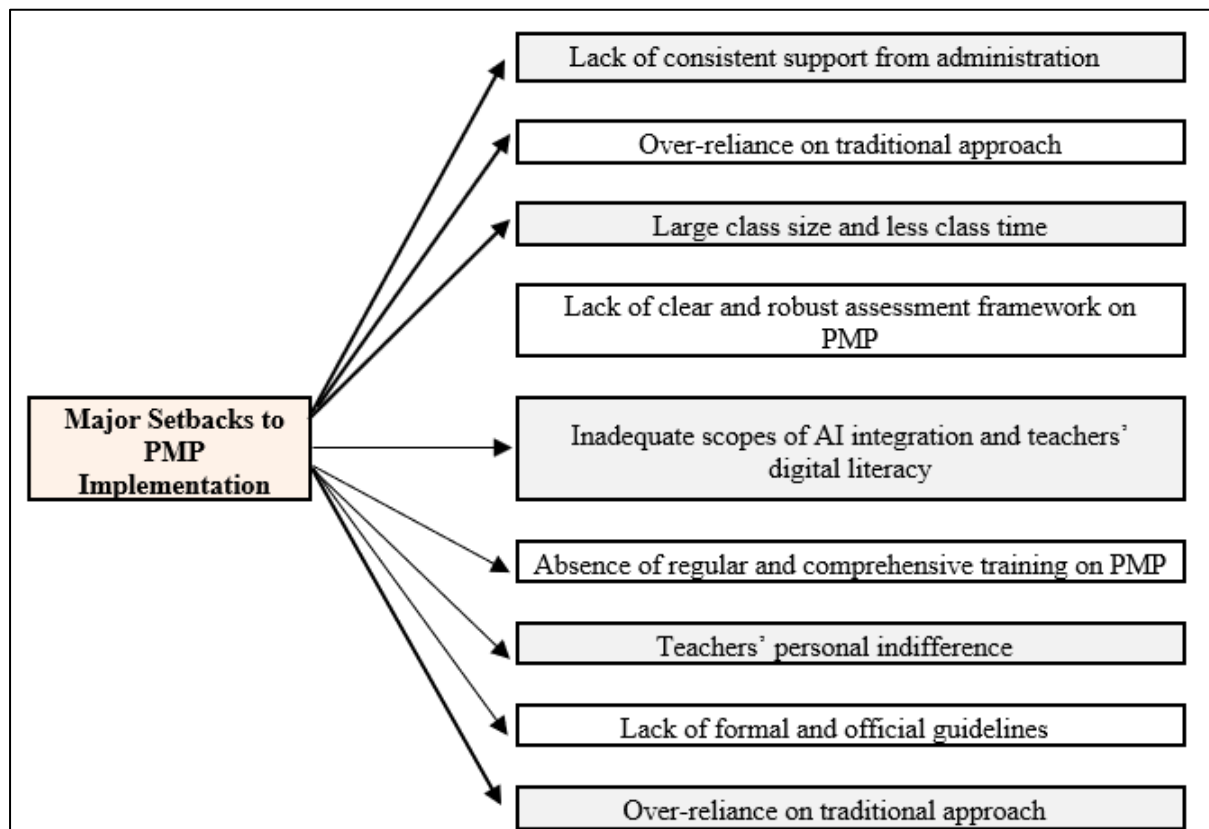 Lack of consistent support from administration
Over-reliance on traditional approach
Large class size and less class time
Lack of clear and robust assessment framework on
PMP
Major Setbacks to
PMP
Implementation
Inadequate scopes of AI integration and teachers’
digital literacy
Absence of regular and comprehensive training on PMP
Teachers’ personal indifference
Lack of formal and official guidelines
Over-reliance on traditional approach